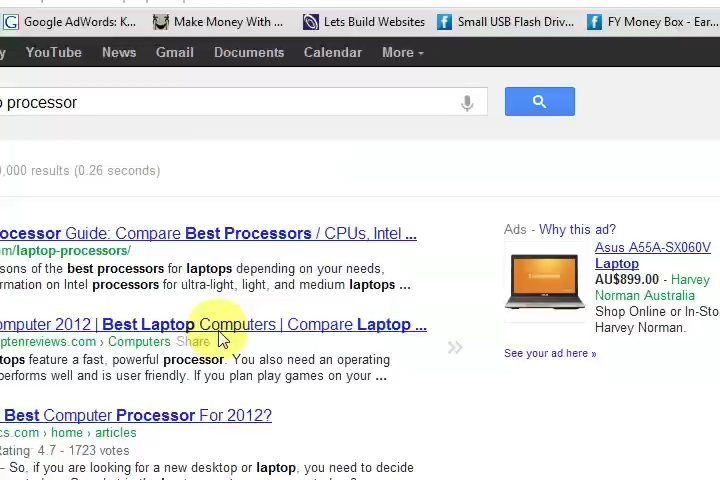 Google AdWords: K... Make Money With ... Lets Build Websites Small USB Flash Driv... FY Money Box - Ear...
y YouTube News Gmail Documents Calendar More
p processor
0,000 results (0.26 seconds)
ocessor Guide: Compare Best Processors / CPUs, Intel ...
om/laptop-processors/
sons of the best processors for laptops depending on your needs,
ormation on Intel processors for ultra-light, light, and medium laptops ...
omputer 2012 | Best Laptop Computers | Compare Laptop ...
ptenreviews.com › Computers Share
tops feature a fast, powerful processor. You also need an operating
performs well and is user friendly. If you plan play games on your ...
Best Computer Processor For 2012?
cs.com › home › articles
Rating: 4.7 - 1723 votes
– So, if you are looking for a new desktop or laptop, you need to decide
Ads - Why this ad?
Asus A55A-SX060V
Laptop
AU$899.00 - Harvey
Norman Australia
Shop Online or In-Store
Harvey Norman.
See your ad here »